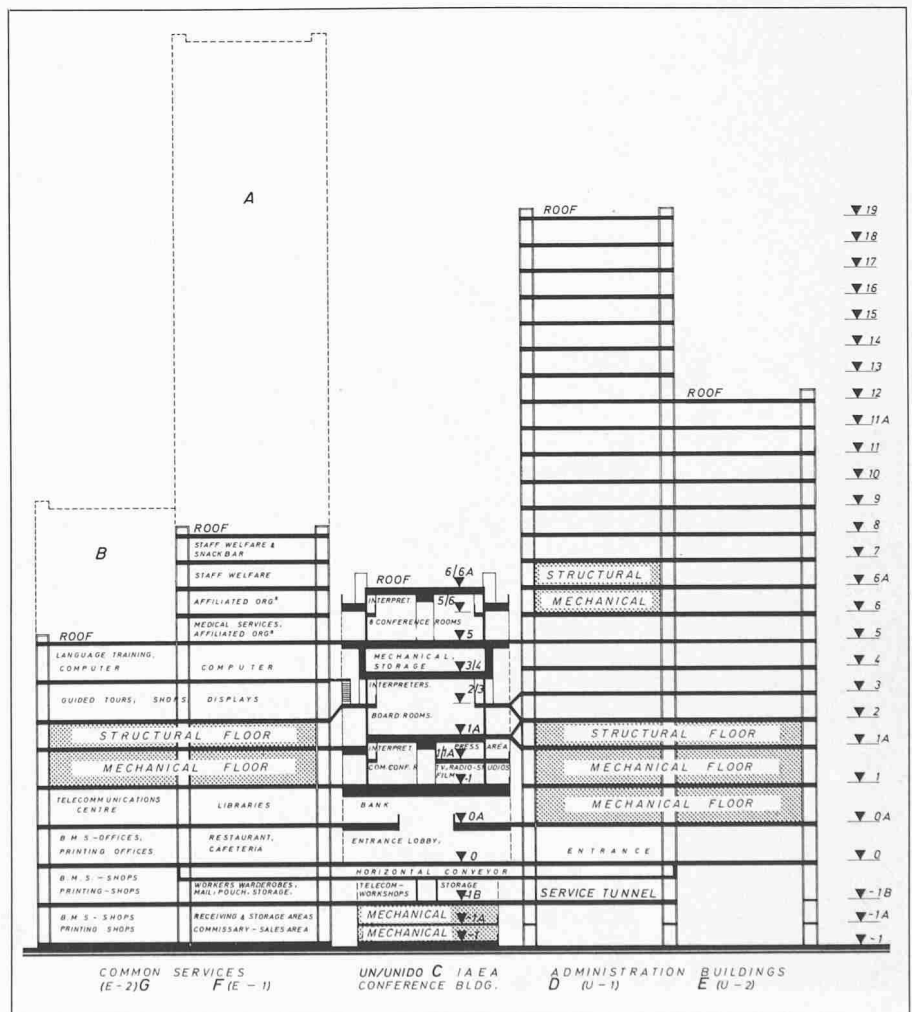 A
B
ROOF
STAFF WELFARE &
SNACKBAR
STAFF WELFARE
AFFILIATED ORGS
MEDICAL SERVICES,
AFFILIATED ORGS
ROOF
LANGUAGE TRAINING,
COMPUTER
COMPUTER
GUIDED TOURS, SHOPS, DISPLAYS
STRUCTURAL FLOOR
MECHANICAL FLOOR
TELECOMMUNICATIONS
CENTRE
LIBRARIES
B.M.S-OFFICES,
PRINTING OFFICES
RESTAURANT,
CAFETERIA
B.M.S.-SHOPS
PRINTING-SHOPS
WORKERS WARDEROBES,
MAIL, POUCH, STORAGE.
B.M.S-SHOPS
PRINTING SHOPS
RECEIVING & STORAGE AREAS
COMMISSARY-SALES AREA
ROOF
6/6A
INTERPRET.
5/6
& CONFERENCE ROOMS
5
MECHANICAL,
STORAGE
3/4
INTERPRETERS.
2/3
BOARD ROOMS.
1A
INTERPRET
PRESS AREA
1/1A
COM.CONF.R
TV-RADIO-STUDIOS
FILM
-1
BANK
0A
ENTRANCE LOBBY.
0
HORIZONTAL CONVEYOR
TELECOM-
WORKSHOPS
STORAGE
-1B
MECHANICAL
-1A
MECHANICAL
-1
ROOF
ROOF
STRUCTURAL
MECHANICAL
STRUCTURAL FLOOR
MECHANICAL FLOOR
MECHANICAL FLOOR
ENTRANCE
SERVICE TUNNEL
19
18
17
16
15
14
13
12
11A
11
10
9
8
7
6A
6
5
4
3
2
1A
1
0A
0
-1B
-1A
-1
COMMON SERVICES
(E-2)G F(E-1)
UN/UNIDO C IAEA
CONFERENCE BLDG.
ADMINISTRATION BUILDINGS
D (U-1) E (U-2)